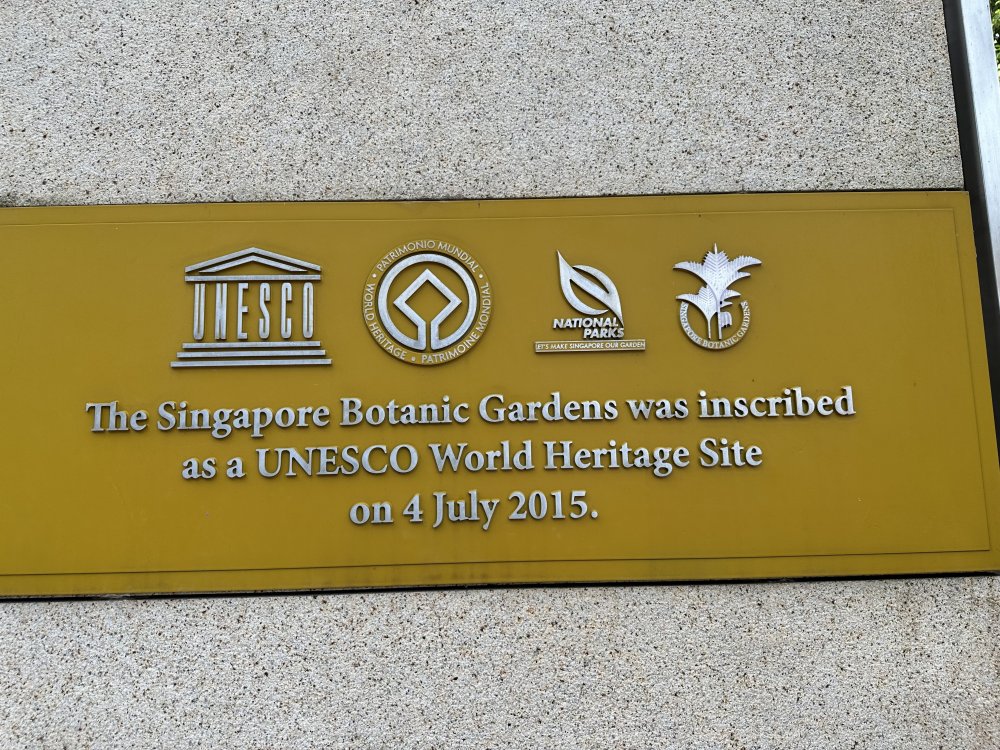 UNESCO
PATRIMONIO MUNDIAL
WORLD HERITAGE
PATRIMOINE MONDIAL
NATIONAL
PARKS
LET'S MAKE SINGAPORE OUR GARDEN
SINGAPORE BOTANIC GARDENS
The Singapore Botanic Gardens was inscribed
as a UNESCO World Heritage Site
on 4 July 2015.